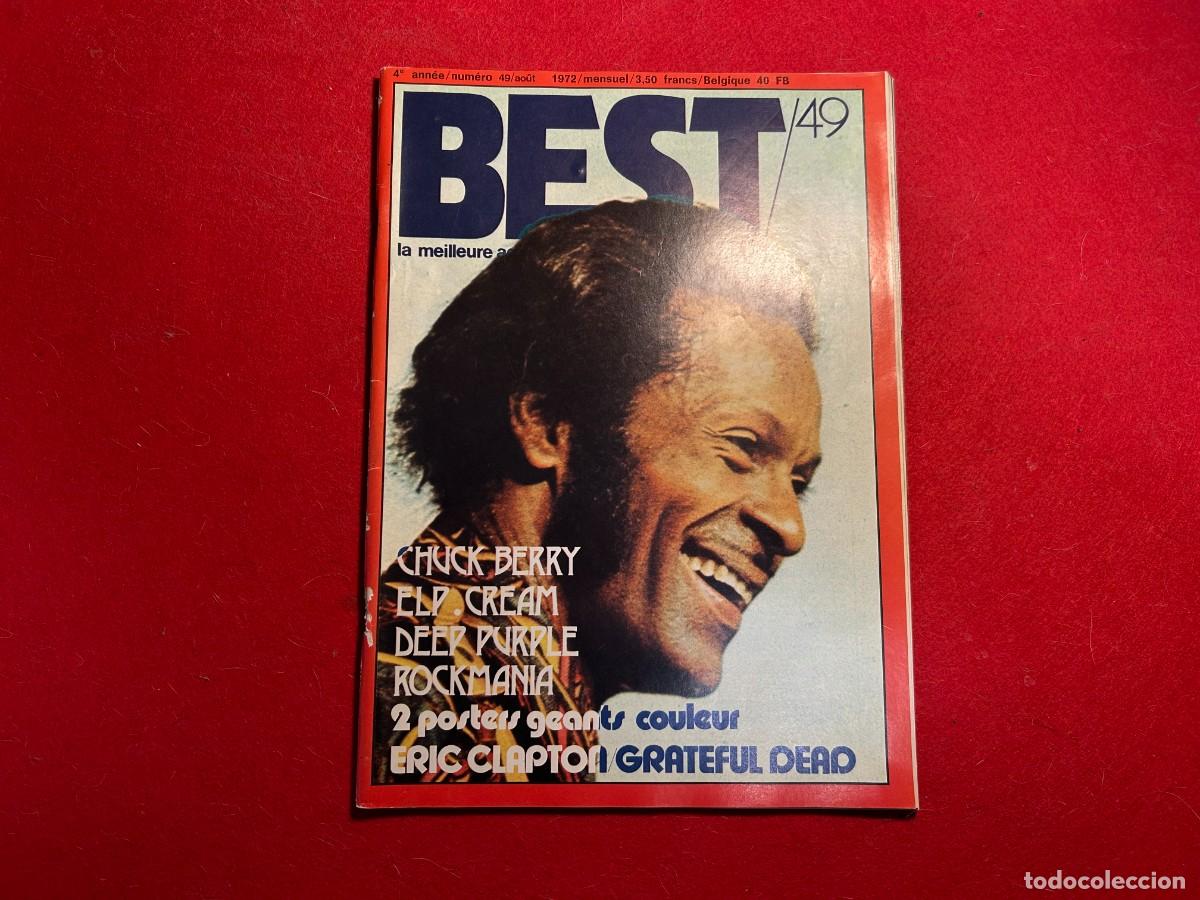 4e année/numéro 49/août 1972/mensuel/3,50 francs/Belgique 40 FB
BEST/49
la meilleure
CHUCK BERRY
ELP.CREAM
DEEP PURPLE
ROCKMANIA
2 posters geants couleur
ERIC CLAPTON/GRATEFUL DEAD
todocoleccion